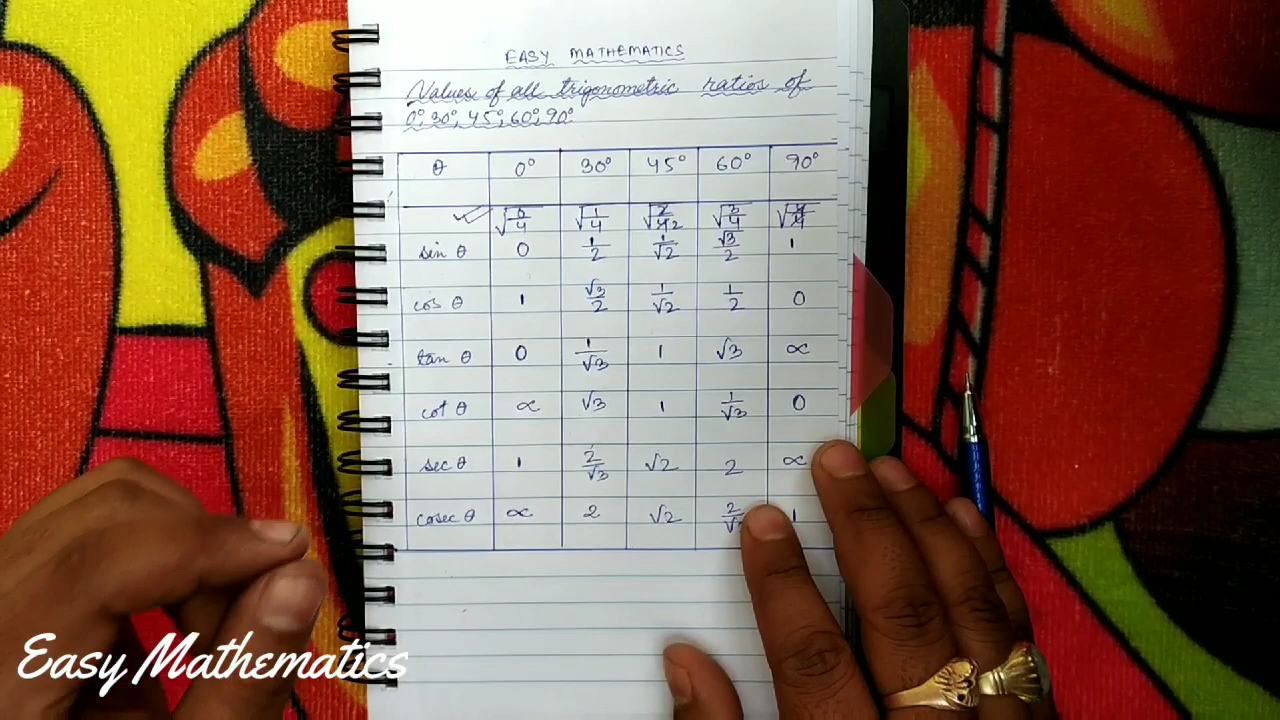 EASY MATHEMATICS
Values of all trigonometric ratios of
0°, 30°, 45°, 60°, 90°
θ 0° 30° 45° 60° 90°
✓ √0/4 √1/4 √2/4 2 √3/4 √4/4
sin θ 0 1/2 1/√2 √3/2 1
cos θ 1 √3/2 1/√2 1/2 0
tan θ 0 1/√3 1 √3 ∝
cot θ ∝ √3 1 1/√3 0
sec θ 1 2/√3 √2 2 ∝
cosec θ ∝ 2 √2 1
Easy Mathematics